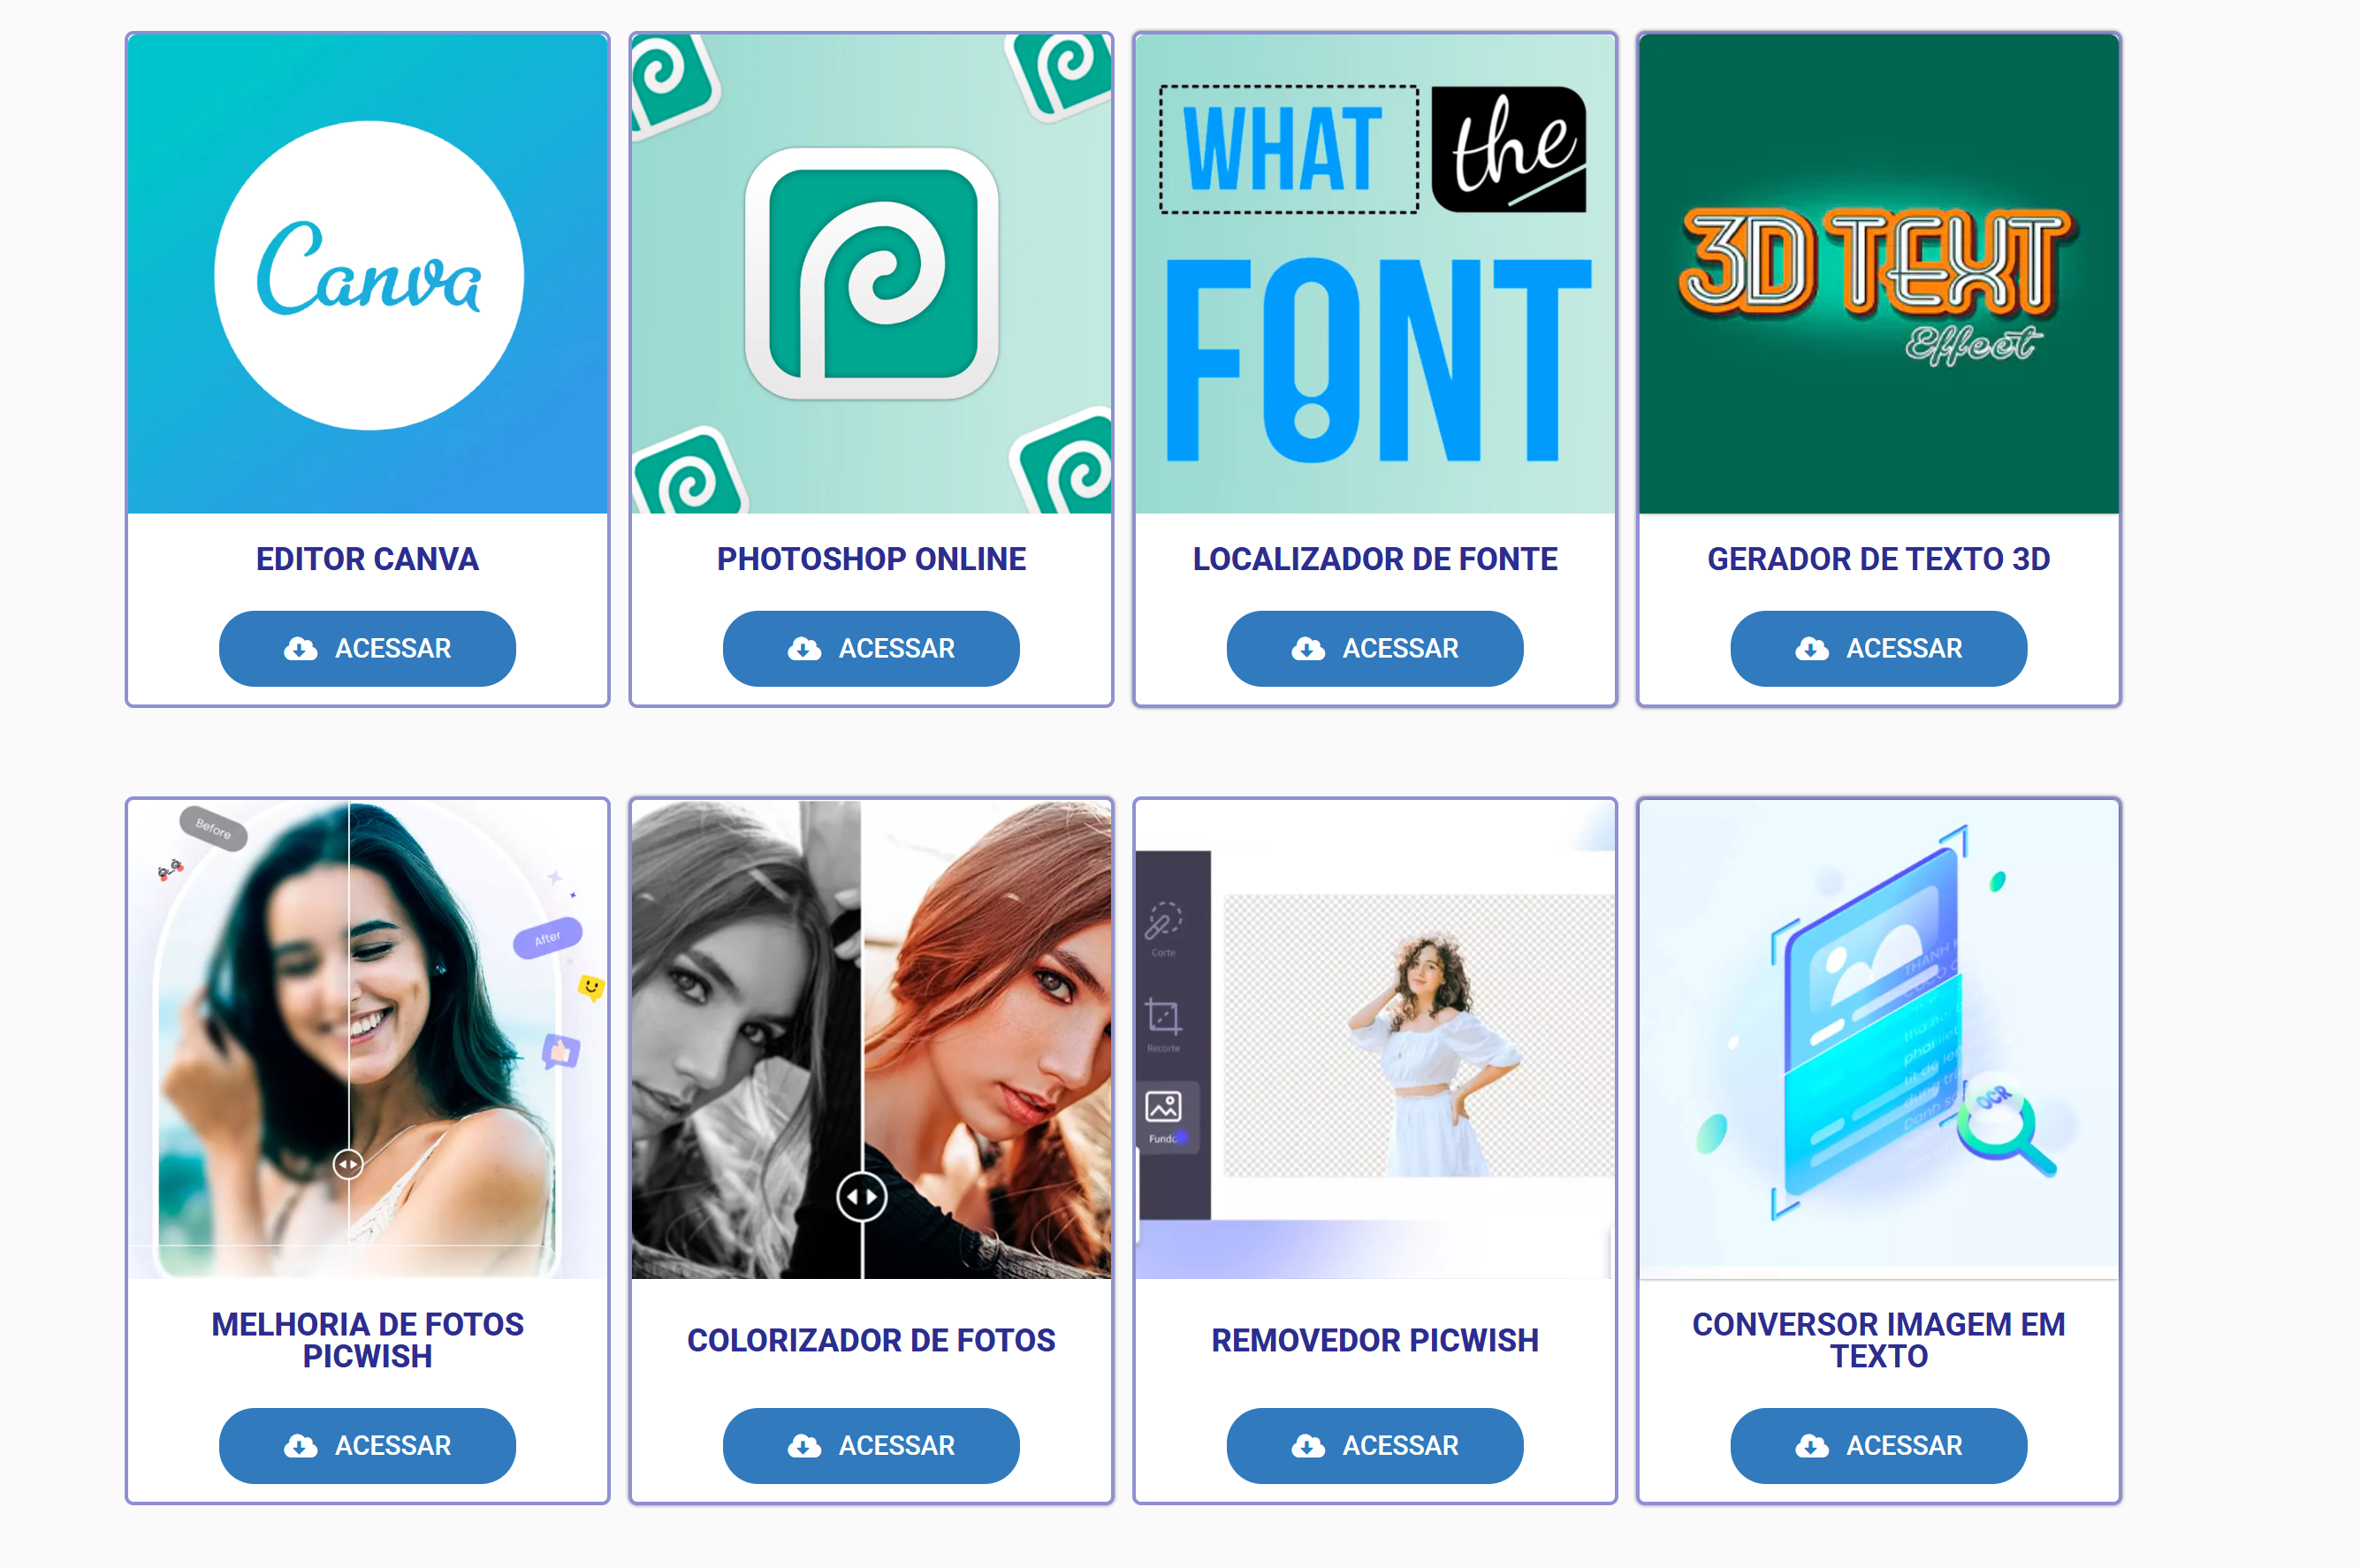 Canva
WHAT the
FONT
3D TEXT
Effect
EDITOR CANVA
PHOTOSHOP ONLINE
LOCALIZADOR DE FONTE
GERADOR DE TEXTO 3D
ACESSAR
ACESSAR
ACESSAR
ACESSAR
Before
After
Corte
Recorte
Fundo
OCR
MELHORIA DE FOTOS
PICWISH
COLORIZADOR DE FOTOS
REMOVEDOR PICWISH
CONVERSOR IMAGEM EM
TEXTO
ACESSAR
ACESSAR
ACESSAR
ACESSAR